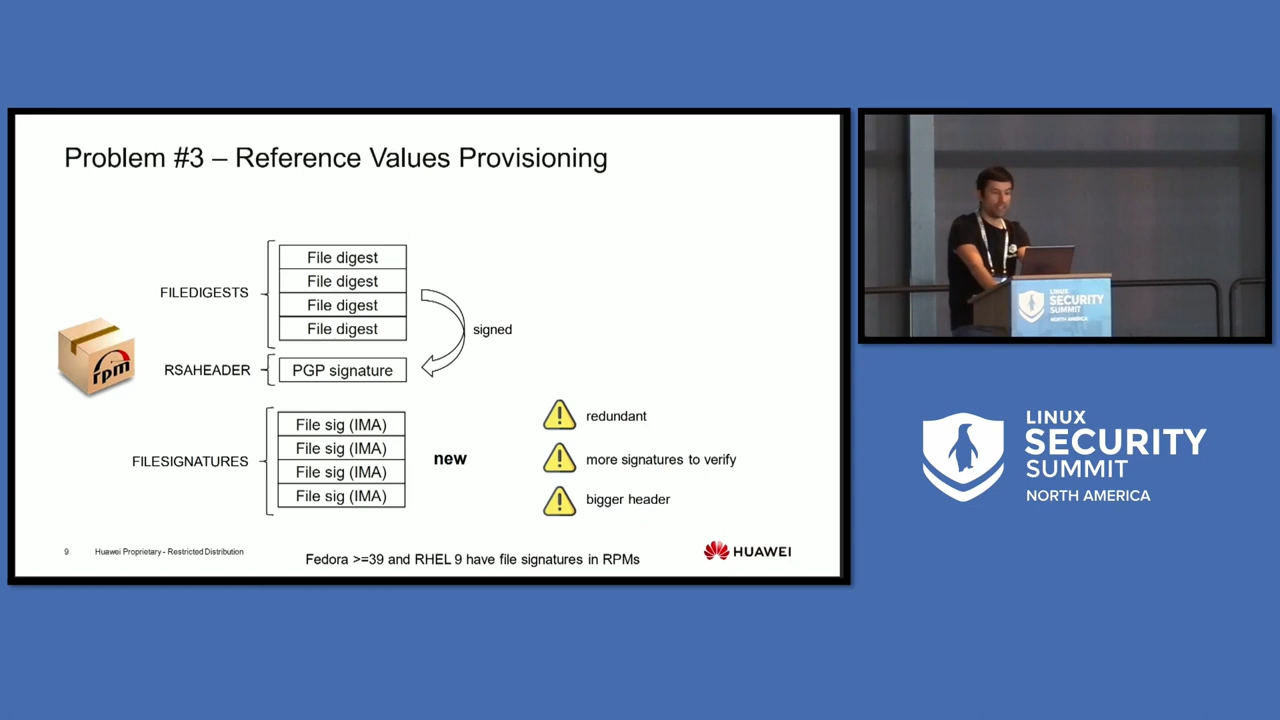 Problem #3 – Reference Values Provisioning
FILEDIGESTS
File digest
File digest
File digest
File digest
signed
rpm
RSAHEADER
PGP signature
FILESIGNATURES
File sig (IMA)
File sig (IMA)
File sig (IMA)
File sig (IMA)
new
redundant
more signatures to verify
bigger header
9
Huawei Proprietary - Restricted Distribution
Fedora >=39 and RHEL 9 have file signatures in RPMs
HUAWEI
LINUX
SECURITY
SUMMIT
NORTH AMERICA
LINUX
SECURITY
SUMMIT
NORTH AMERICA